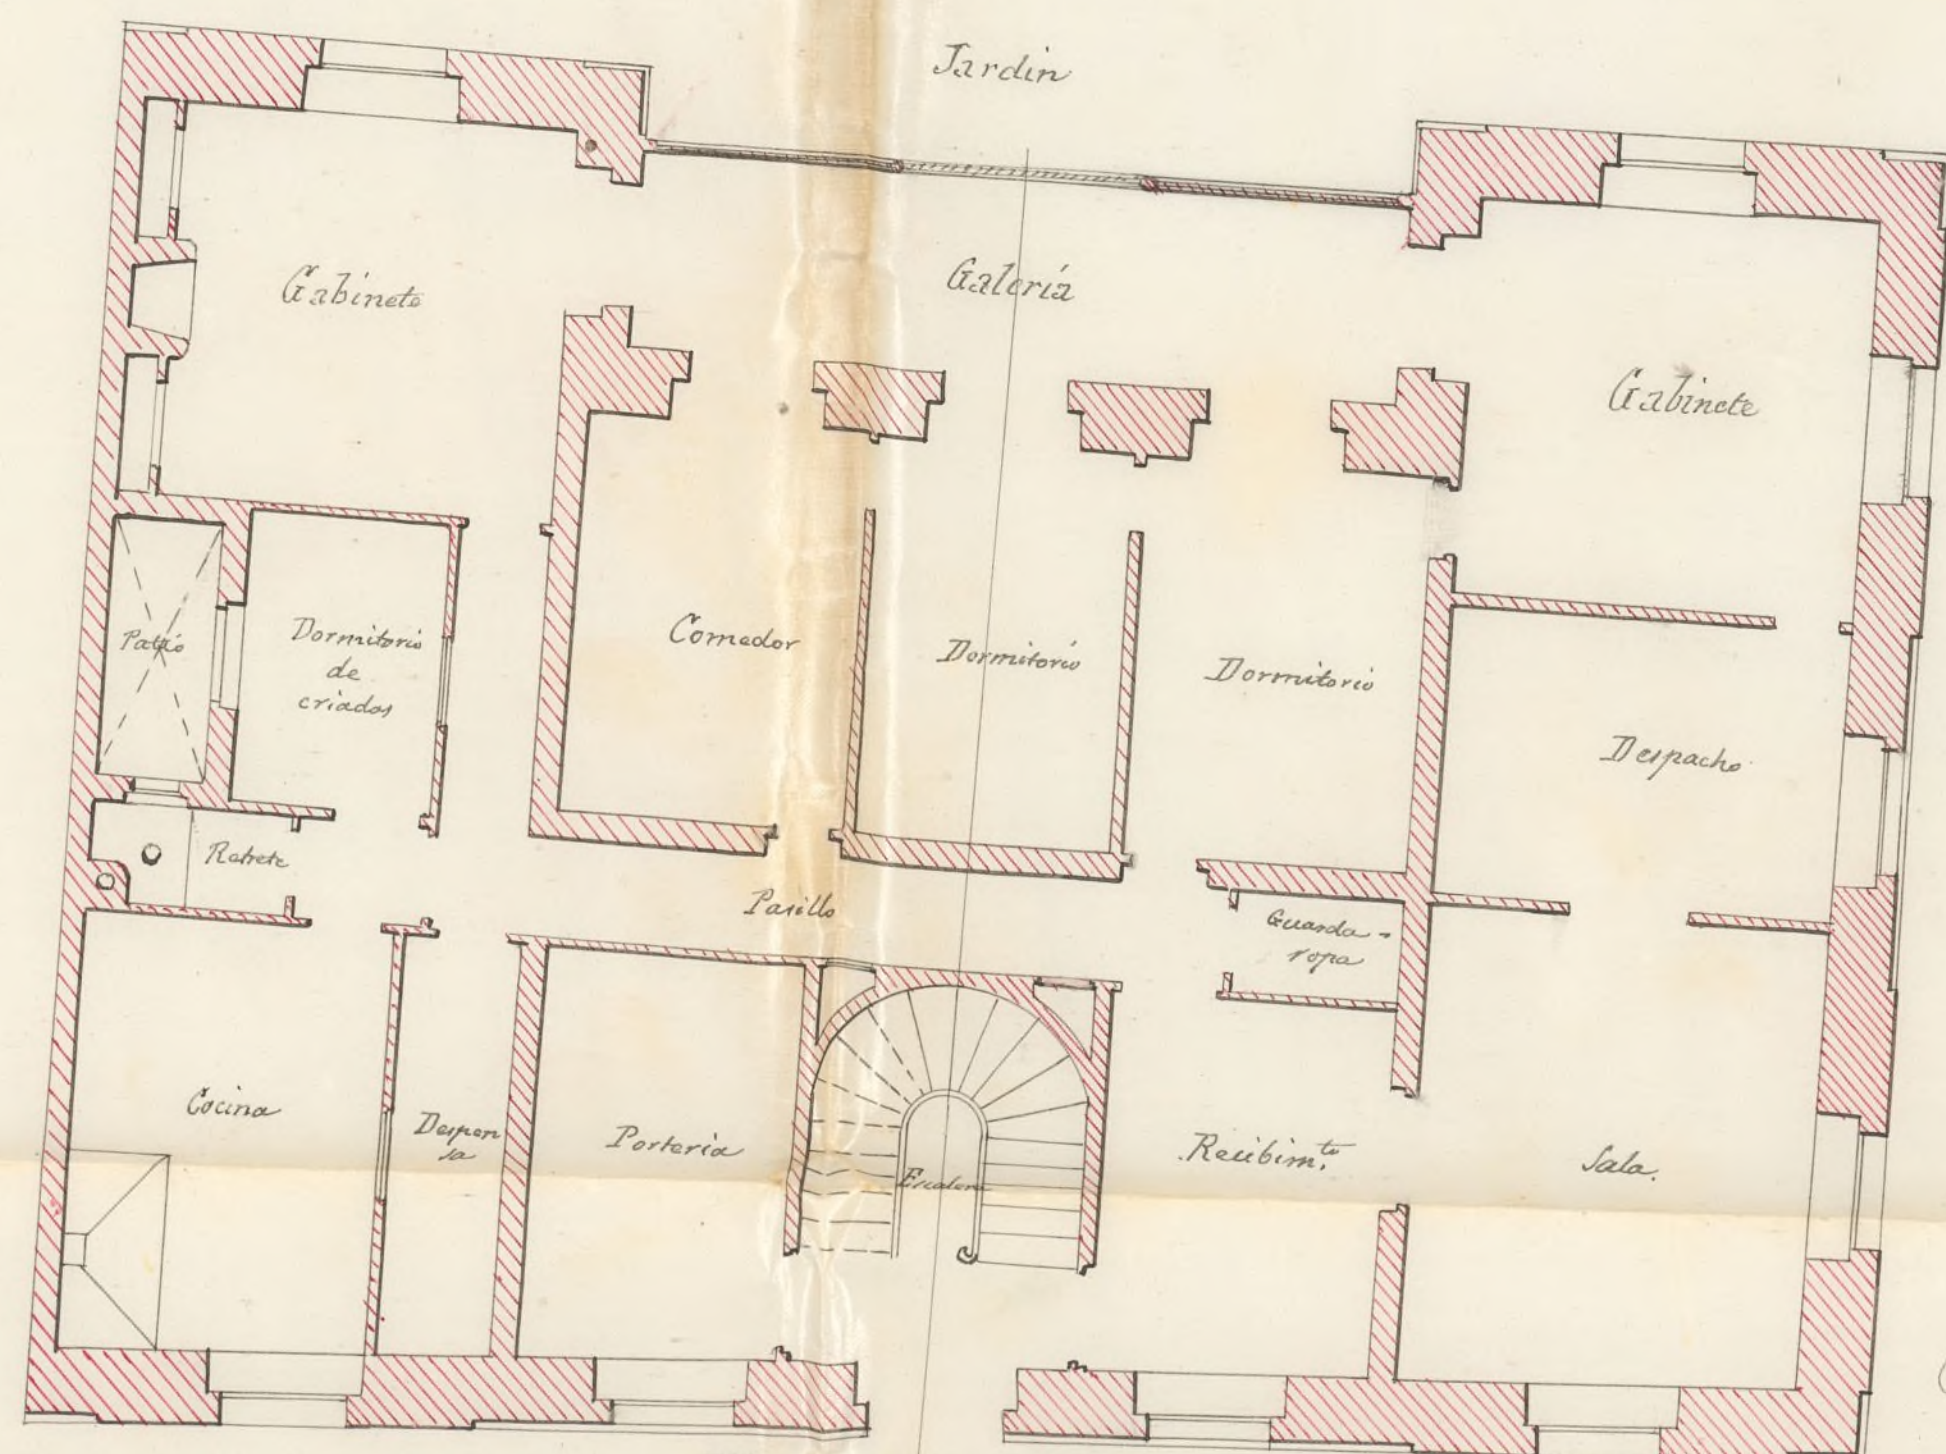 Jardin
Gabinete
Galería
Gabinete
Patio
Dormitorio
de
criados
Comedor
Dormitorio
Dormitorio
Despacho
Retrete
Pasillo
Guarda-
ropa
Cocina
Despen
sa
Portería
Escalera
Recibim.to
Sala.